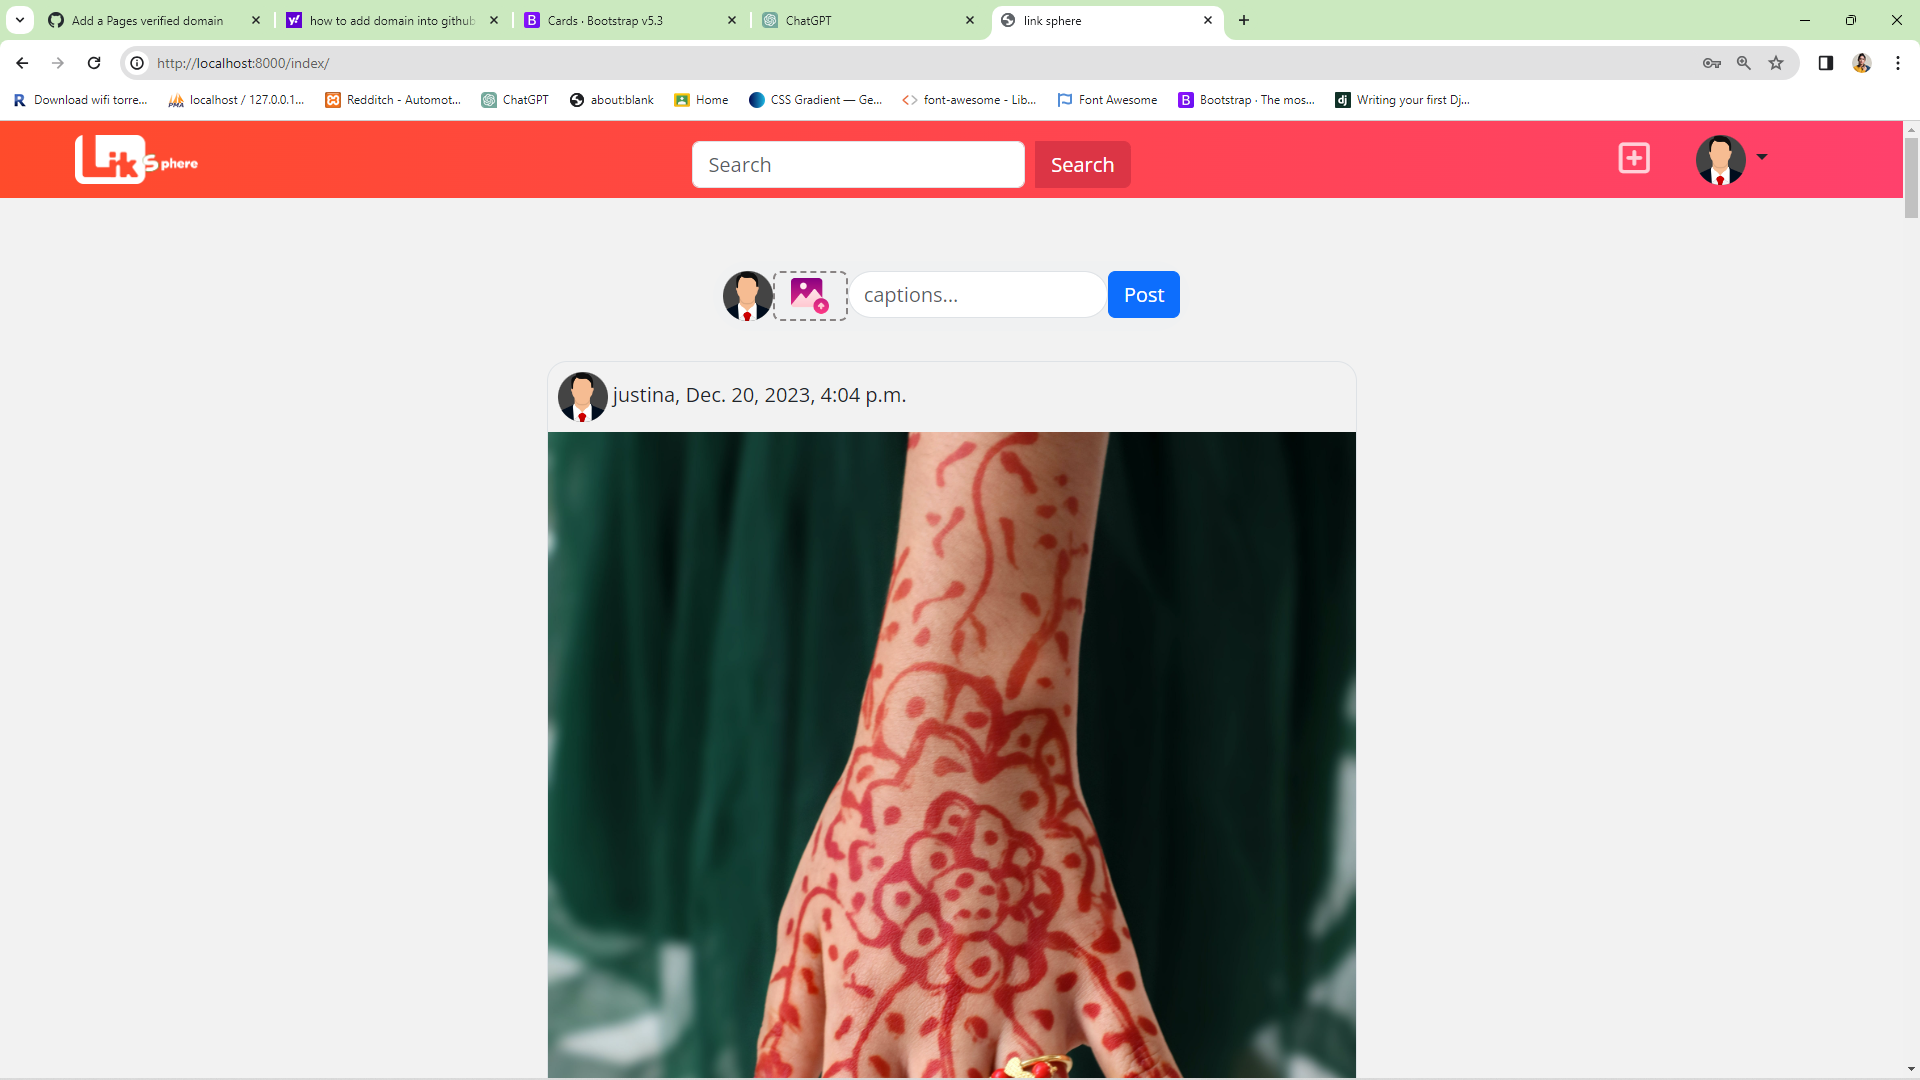 Add a Pages verified domain
how to add domain into github
Cards · Bootstrap v5.3
ChatGPT
link sphere
http://localhost:8000/index/
Download wifi torre...
localhost / 127.0.0.1...
Redditch - Automot...
ChatGPT
about:blank
Home
CSS Gradient — Ge...
font-awesome - Lib...
Font Awesome
Bootstrap · The mos...
Writing your first Dj...
LikSphere
Search
Search
captions...
Post
justina, Dec. 20, 2023, 4:04 p.m.